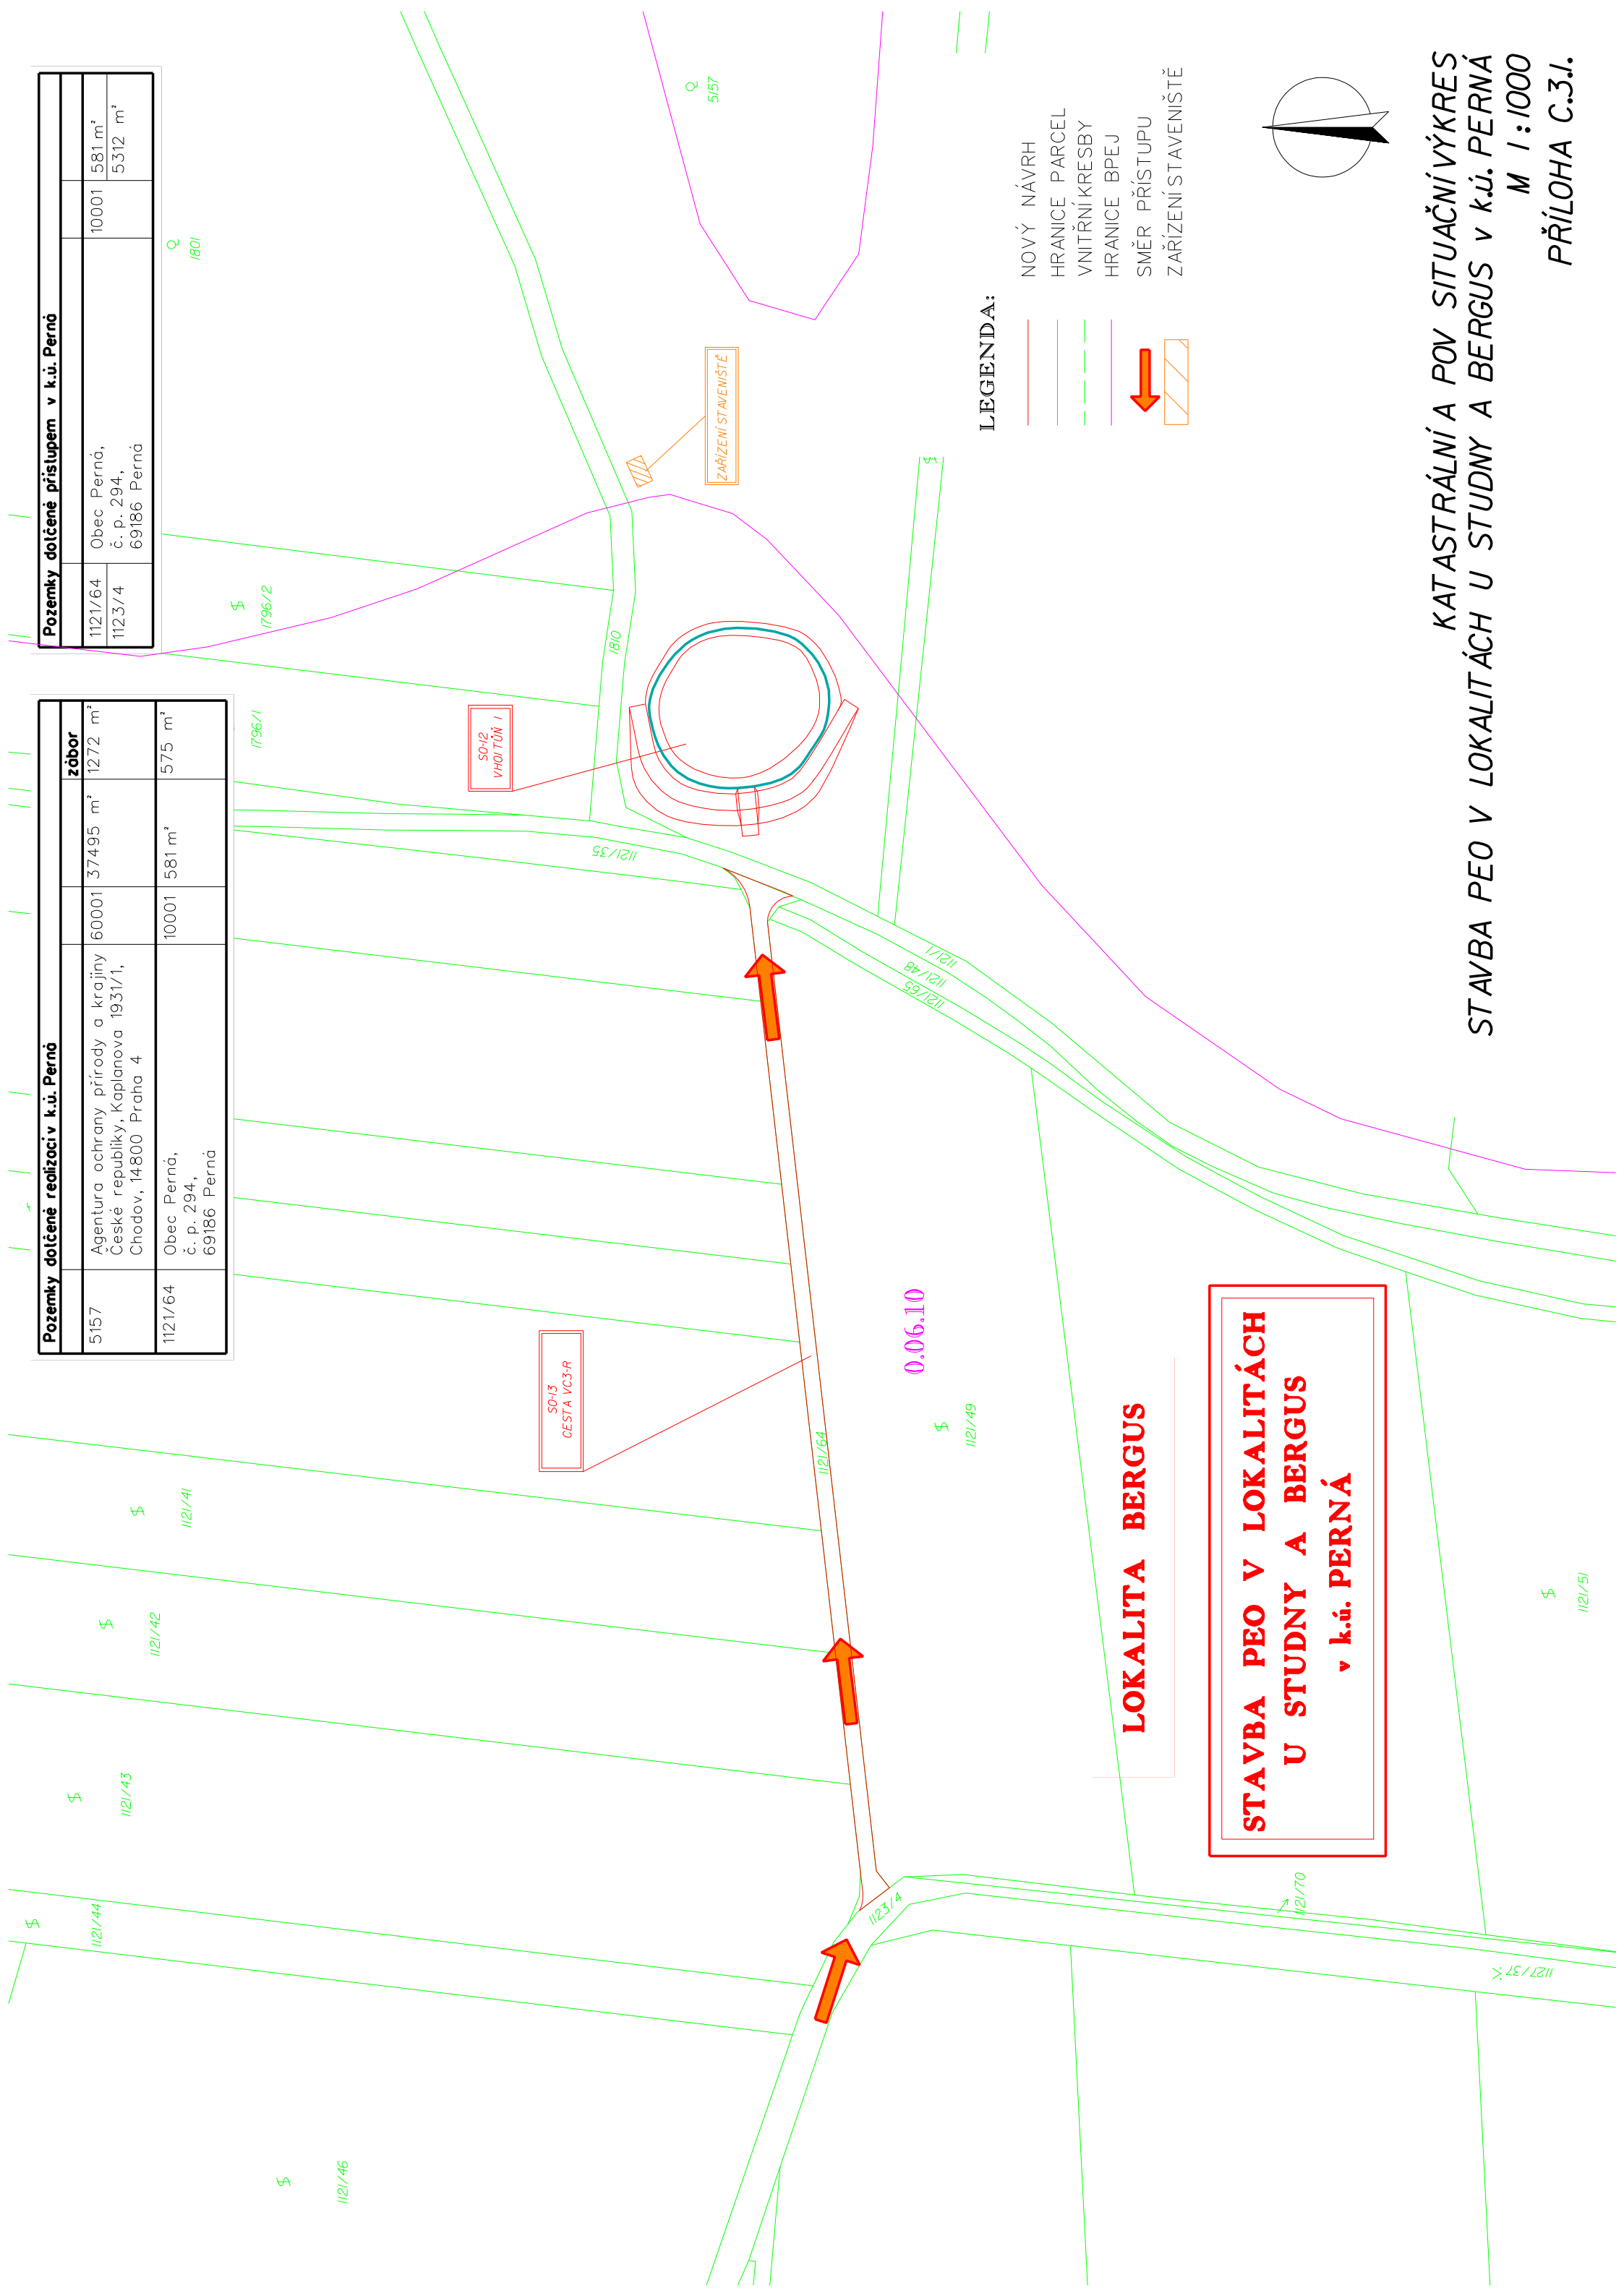 Pozemky dotčené realizací v k.ú. Perná
zábor
5157 Agentura ochrany přírody a krajiny 60001 37495 m² 1272 m²
České republiky, Kaplanova 1931/1,
Chodov, 14800 Praha 4
1121/64 Obec Perná, 10001 581 m² 575 m²
č. p. 294,
69186 Perná
Pozemky dotčené přístupem v k.ú. Perná
1121/64 Obec Perná, 10001 581 m²
1123/4 č. p. 294, 5312 m²
69186 Perná
1801
5157
1796/2
1796/1
1810
1121/35
1121/1
1121/48
1121/65
1121/64
1121/49
1121/41
1121/42
1121/43
1121/44
1121/46
1123/4
1121/70
1127/37
1121/51
SO-12
VHO1 TŮŇ 1
SO-13
CESTA VC3-R
ZAŘÍZENÍ STAVENIŠTĚ
0.06.10
LEGENDA:
NOVÝ NÁVRH
HRANICE PARCEL
VNITŘNÍ KRESBY
HRANICE BPEJ
SMĚR PŘÍSTUPU
ZAŘÍZENÍ STAVENIŠTĚ
LOKALITA BERGUS
STAVBA PEO V LOKALITÁCH
U STUDNY A BERGUS
v k.ú. PERNÁ
KATASTRÁLNÍ A POV SITUAČNÍ VÝKRES
STAVBA PEO V LOKALITÁCH U STUDNY A BERGUS v k.ú. PERNÁ
M 1:1000
PŘÍLOHA C.3.1.